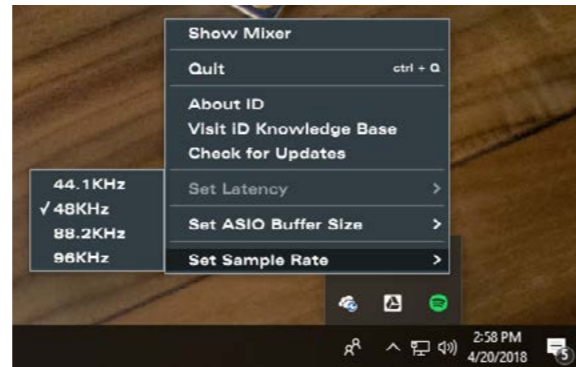 Show Mixer
Quit ctrl + Q
About iD
Visit iD Knowledge Base
Check for Updates
Set Latency >
Set ASIO Buffer Size >
Set Sample Rate >
44.1KHz
✓ 48KHz
88.2KHz
96KHz
2:58 PM
4/20/2018
5